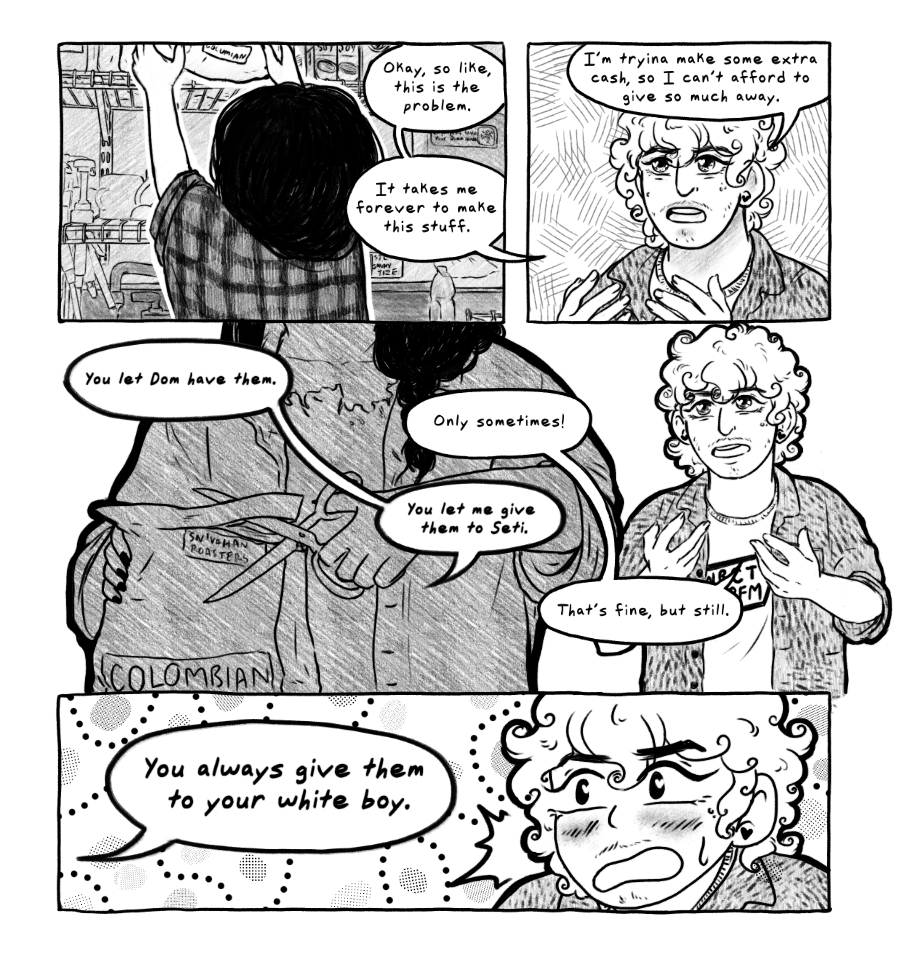 COLUMBIAN
Okay, so like,
this is the
problem.
It takes me
forever to make
this stuff.
I'm tryina make some extra
cash, so I can't afford to
give so much away.
You let Dom have them.
Only sometimes!
You let me give
them to Seti.
That's fine, but still.
ROASTERS
COLOMBIAN
You always give them
to your white boy.